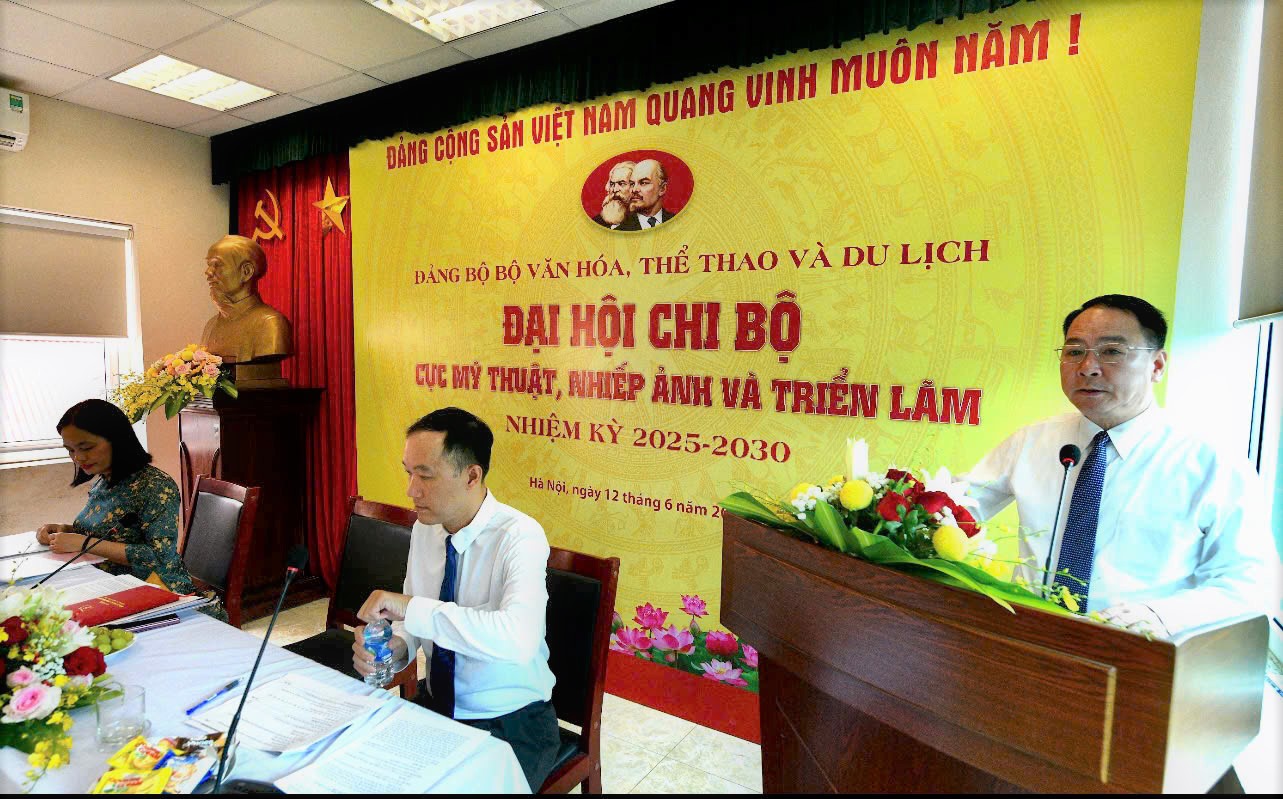 ĐẢNG CỘNG SẢN VIỆT NAM QUANG VINH MUÔN NĂM !
ĐẢNG BỘ BỘ VĂN HÓA, THỂ THAO VÀ DU LỊCH
ĐẠI HỘI CHI BỘ
CỤC MỸ THUẬT, NHIẾP ẢNH VÀ TRIỂN LÃM
NHIỆM KỲ 2025-2030
Hà Nội, ngày 12 tháng 6 năm